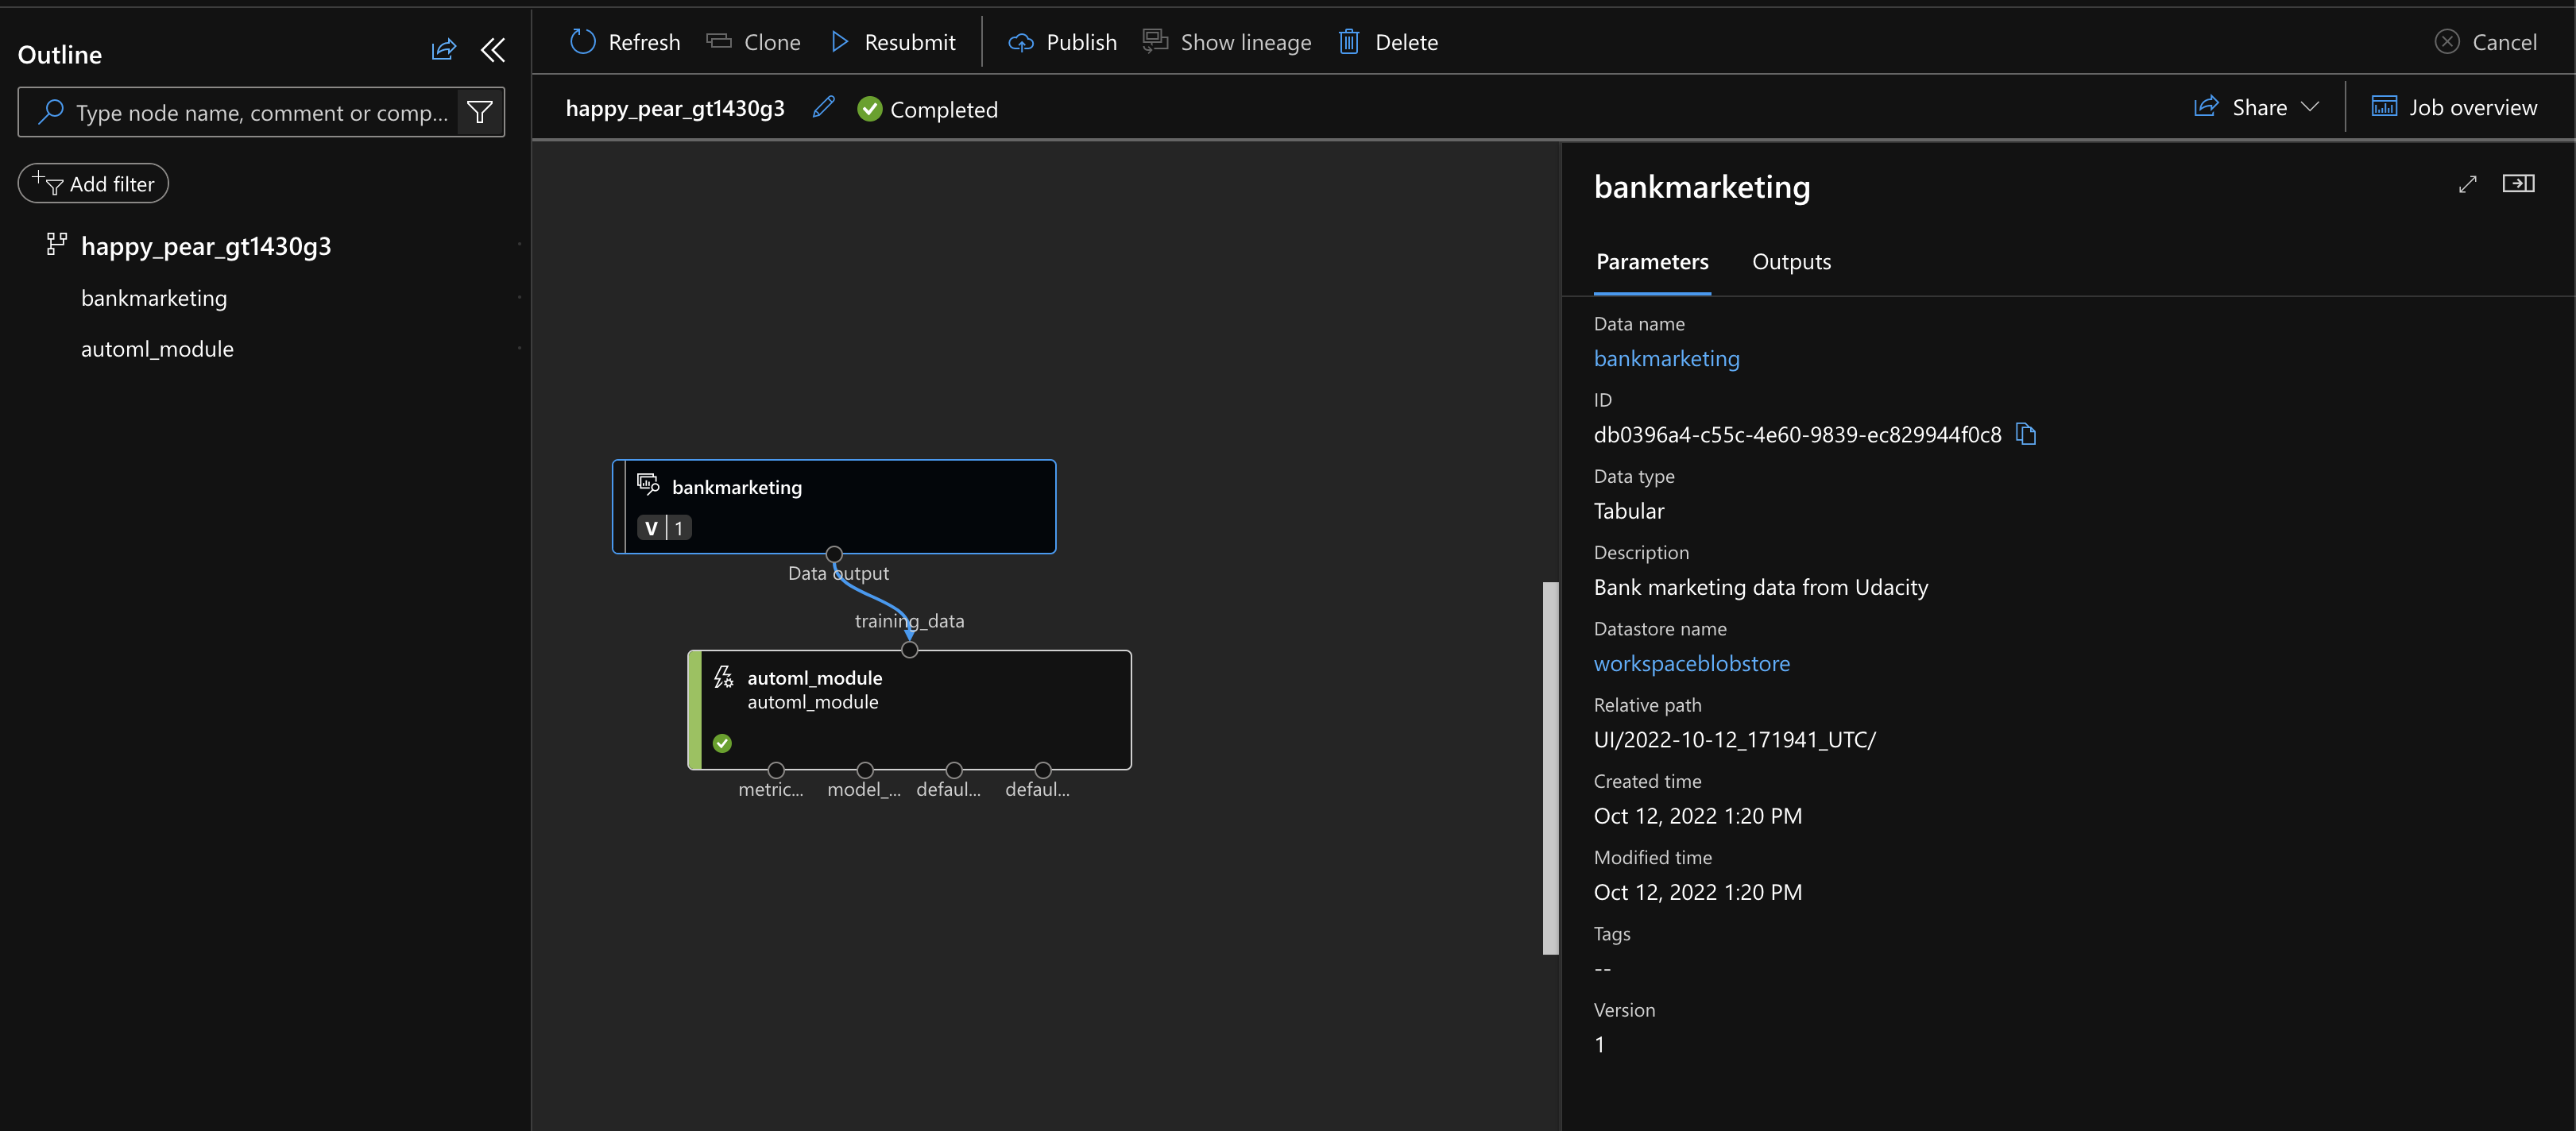 Outline
Type node name, comment or comp...
Add filter
happy_pear_gt1430g3
bankmarketing
automl_module
Refresh
Clone
Resubmit
Publish
Show lineage
Delete
Cancel
happy_pear_gt1430g3
Completed
Share
Job overview
bankmarketing
V 1
Data output
training_data
automl_module
automl_module
metric... model_... defaul... defaul...
bankmarketing
Parameters Outputs
Data name
bankmarketing
ID
db0396a4-c55c-4e60-9839-ec829944f0c8
Data type
Tabular
Description
Bank marketing data from Udacity
Datastore name
workspaceblobstore
Relative path
UI/2022-10-12_171941_UTC/
Created time
Oct 12, 2022 1:20 PM
Modified time
Oct 12, 2022 1:20 PM
Tags
--
Version
1